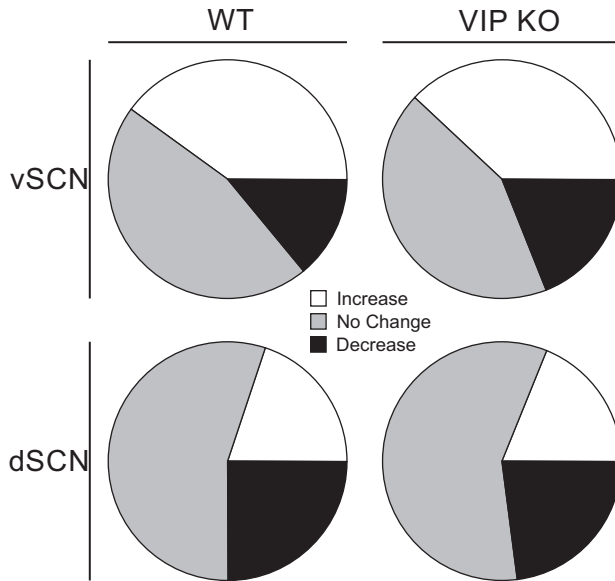 WT
VIP KO
vSCN
Increase
No Change
Decrease
dSCN